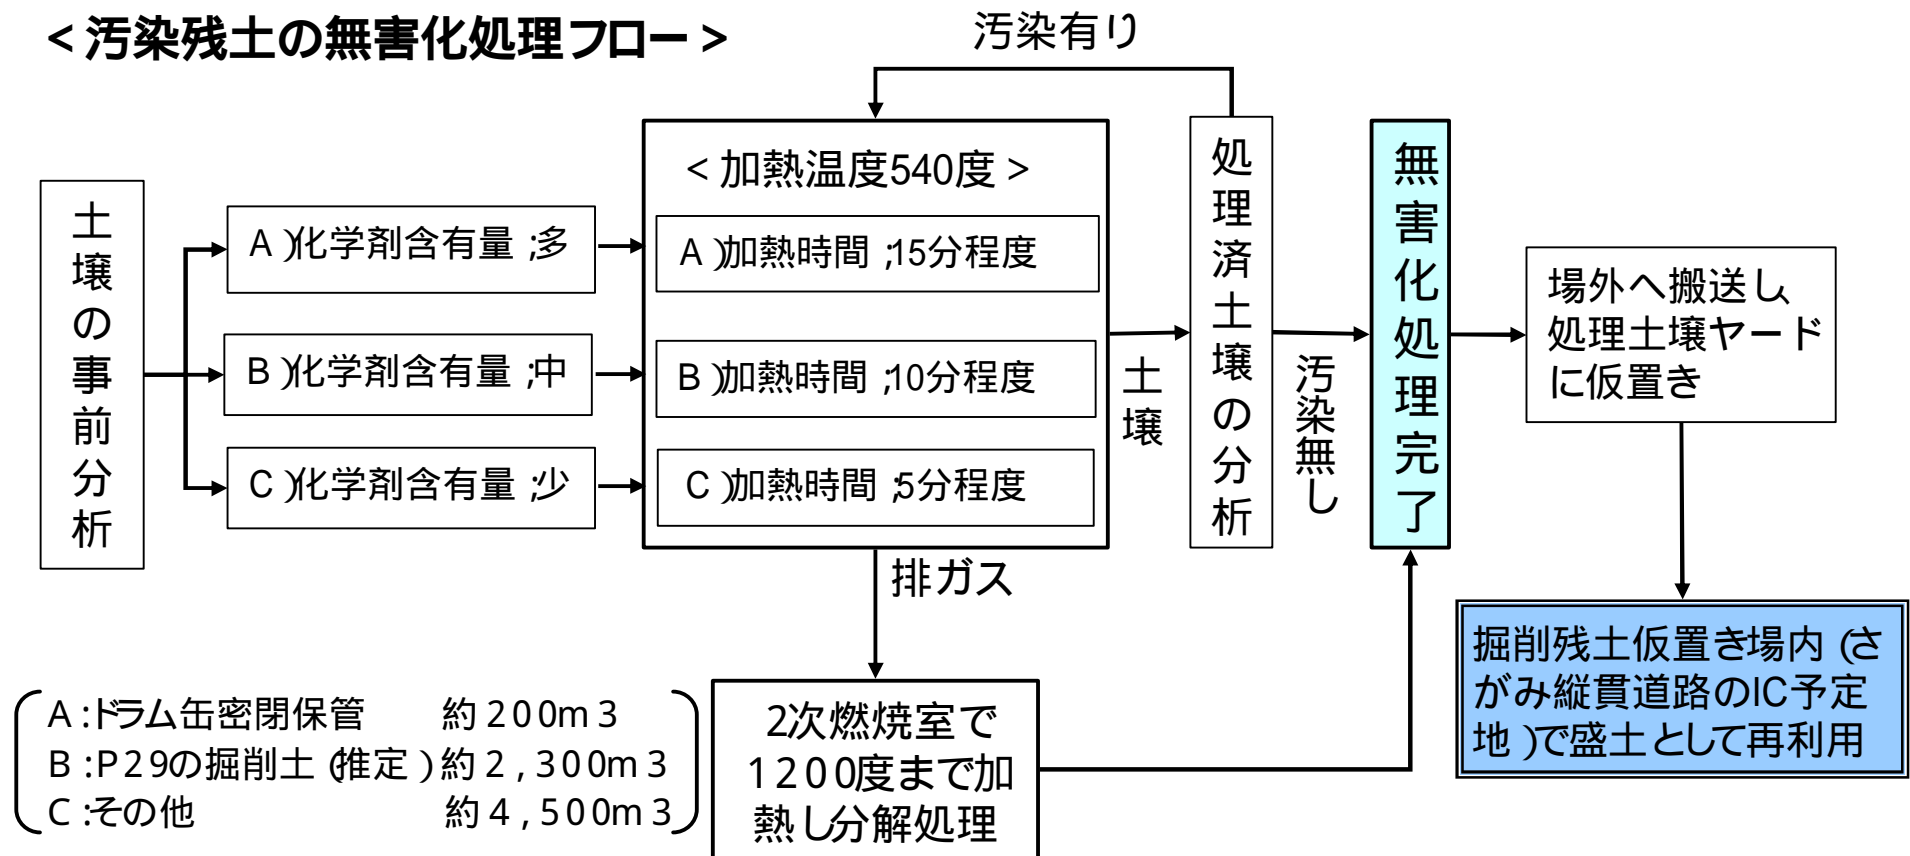 <汚染残土の無害化処理フロー>
汚染有り
土壌の事前分析
A)化学剤含有量;多
B)化学剤含有量;中
C)化学剤含有量;少
<加熱温度540度>
A)加熱時間;15分程度
B)加熱時間;10分程度
C)加熱時間;5分程度
土壌
処理済土壌の分析
汚染無し
無害化処理完了
場外へ搬送し、
処理土壌ヤード
に仮置き
排ガス
2次燃焼室で
1200度まで加
熱し分解処理
掘削残土仮置き場内(さ
がみ縦貫道路のIC予定
地)で盛土として再利用
A:ドラム缶密閉保管 約200m3
B:P29の掘削土(推定)約2,300m3
C:その他 約4,500m3